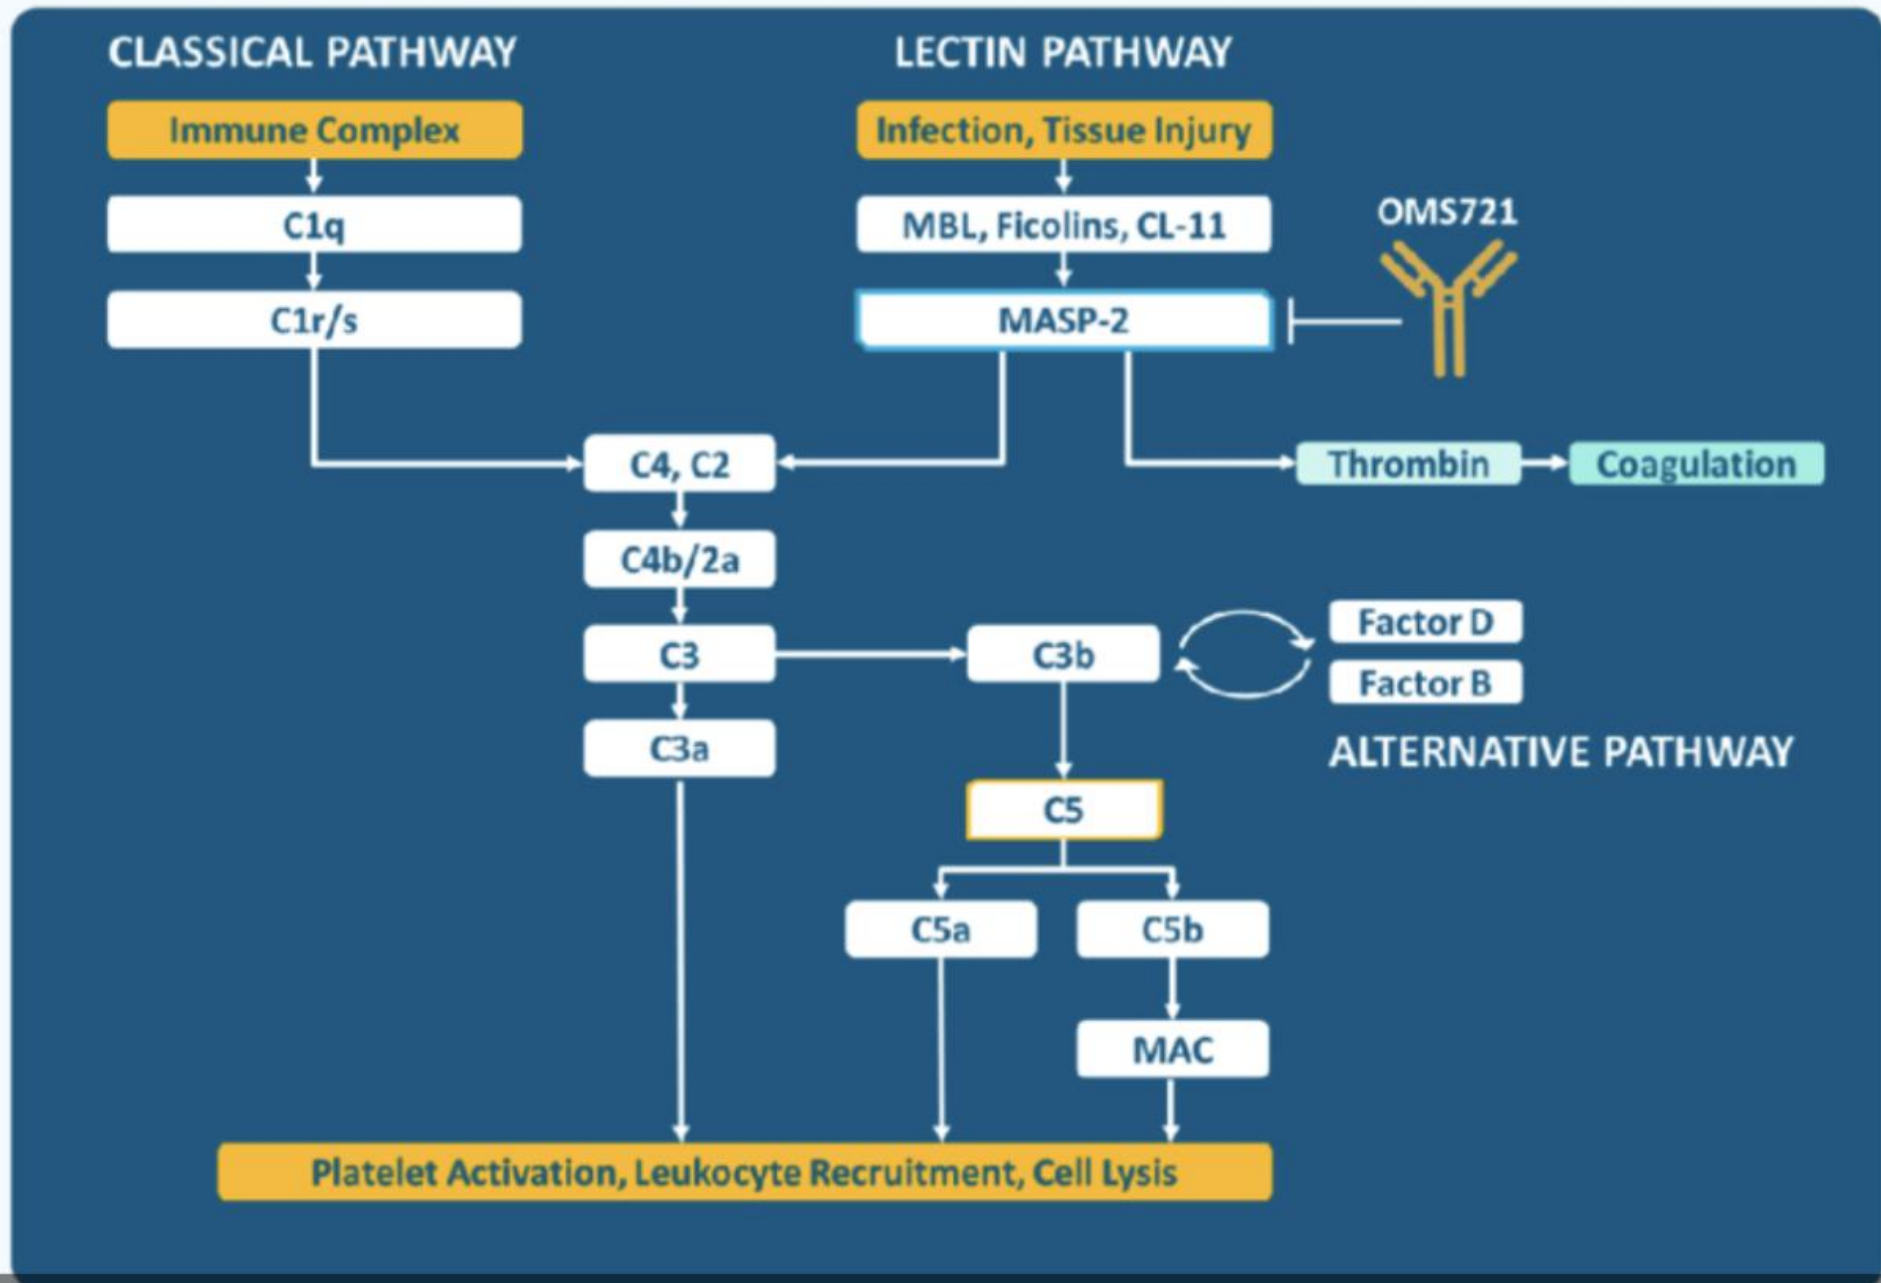 CLASSICAL PATHWAY
LECTIN PATHWAY
Immune Complex
Infection, Tissue Injury
C1q
MBL, Ficolins, CL-11
OMS721
C1r/s
MASP-2
C4, C2
Thrombin
Coagulation
C4b/2a
C3
C3b
Factor D
Factor B
C3a
ALTERNATIVE PATHWAY
C5
C5a
C5b
MAC
Platelet Activation, Leukocyte Recruitment, Cell Lysis